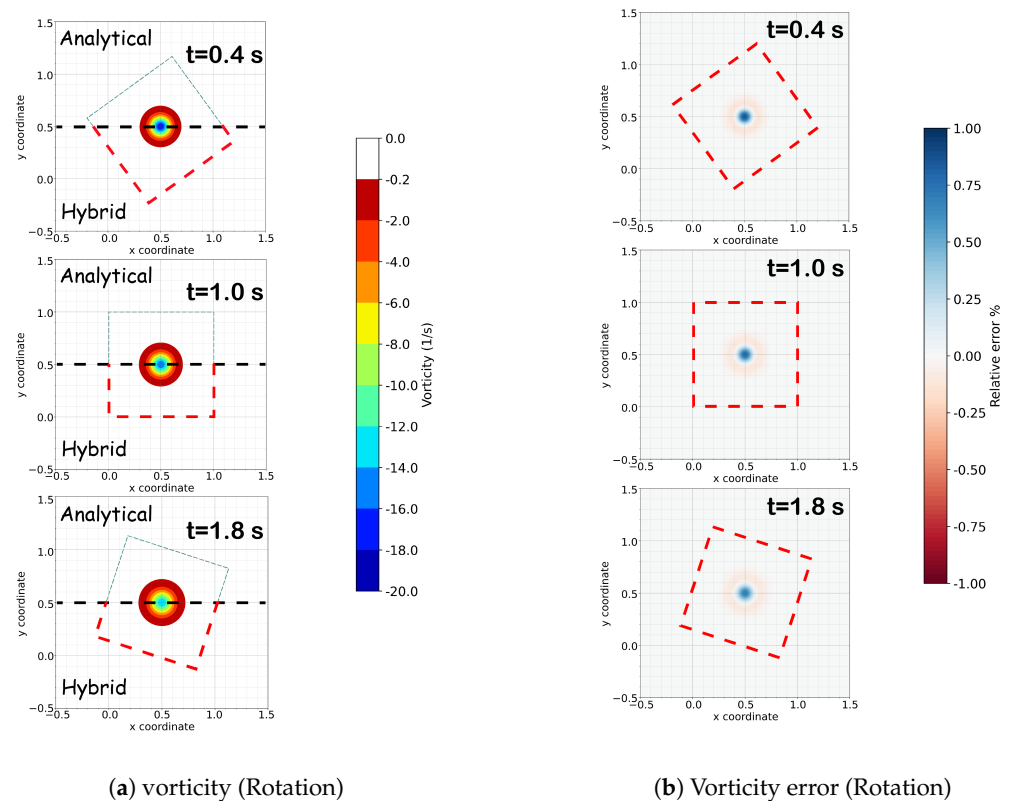 1.5
Analytical
t=0.4 s
1.0
0.5
0.0
Hybrid
−0.5
y coordinate
−0.5 0.0 0.5 1.0 1.5
x coordinate
1.5
Analytical
t=1.0 s
1.0
0.5
0.0
Hybrid
−0.5
y coordinate
−0.5 0.0 0.5 1.0 1.5
x coordinate
1.5
Analytical
t=1.8 s
1.0
0.5
0.0
Hybrid
−0.5
y coordinate
−0.5 0.0 0.5 1.0 1.5
x coordinate
0.0
-0.2
-2.0
-4.0
-6.0
-8.0
-10.0
-12.0
-14.0
-16.0
-18.0
-20.0
Vorticity (1/s)
(a) vorticity (Rotation)
1.5
t=0.4 s
1.0
0.5
0.0
−0.5
y coordinate
−0.5 0.0 0.5 1.0 1.5
x coordinate
1.5
t=1.0 s
1.0
0.5
0.0
−0.5
y coordinate
−0.5 0.0 0.5 1.0 1.5
x coordinate
1.5
t=1.8 s
1.0
0.5
0.0
−0.5
y coordinate
−0.5 0.0 0.5 1.0 1.5
x coordinate
1.00
0.75
0.50
0.25
0.00
-0.25
-0.50
-0.75
-1.00
Relative error %
(b) Vorticity error (Rotation)